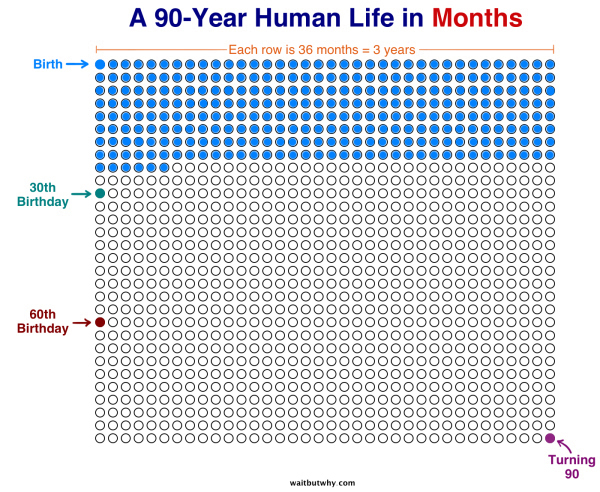 A 90-Year Human Life in Months
Each row is 36 months = 3 years
Birth
30th
Birthday
60th
Birthday
Turning
90
waitbutwhy.com